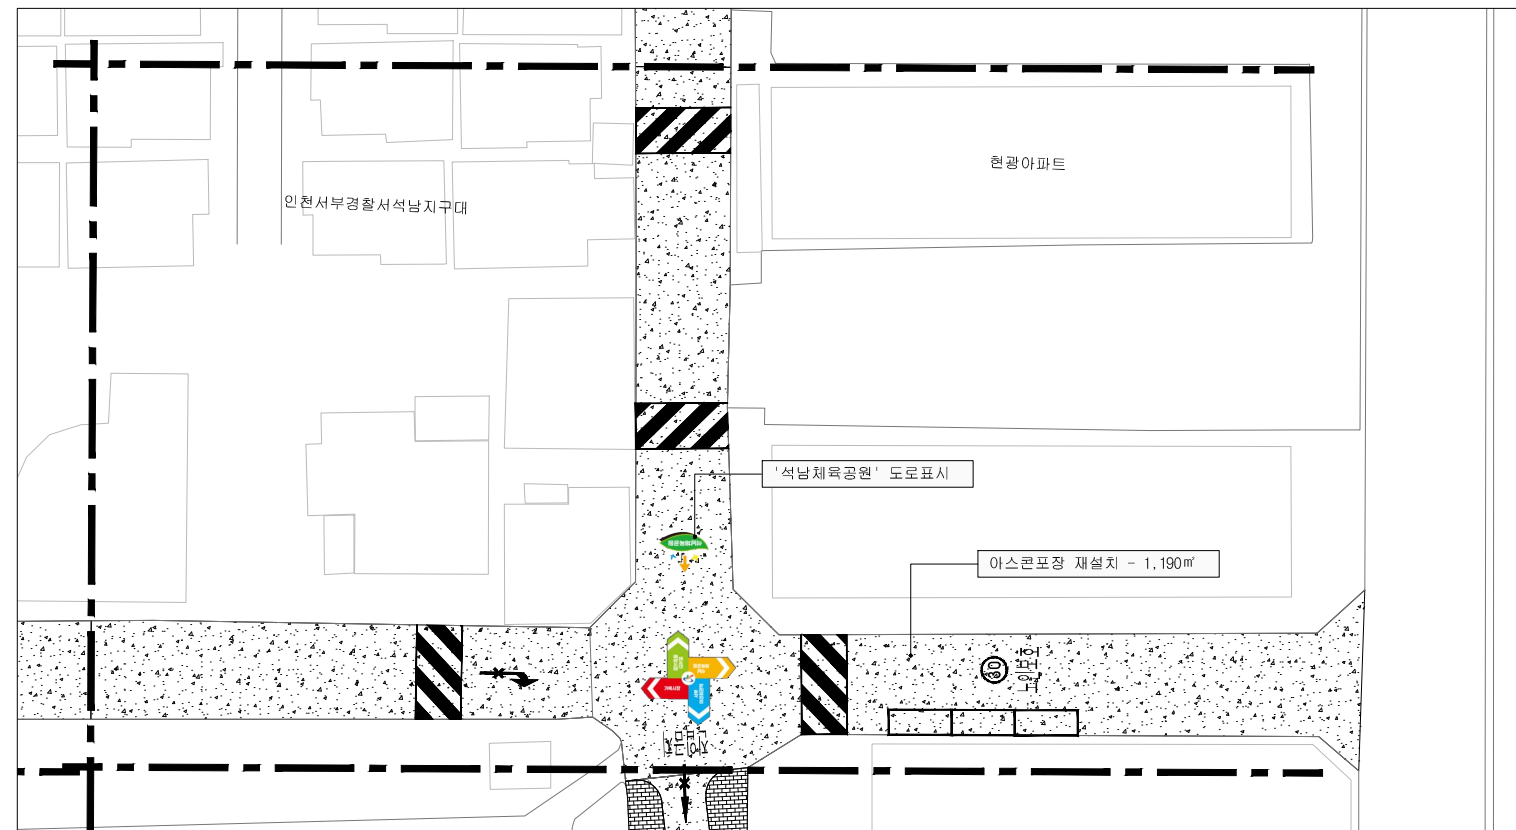 현광아파트
인천서부경찰서석남지구대
'석남체육공원' 도로표시
아스콘포장 재설치 - 1,190㎡
30